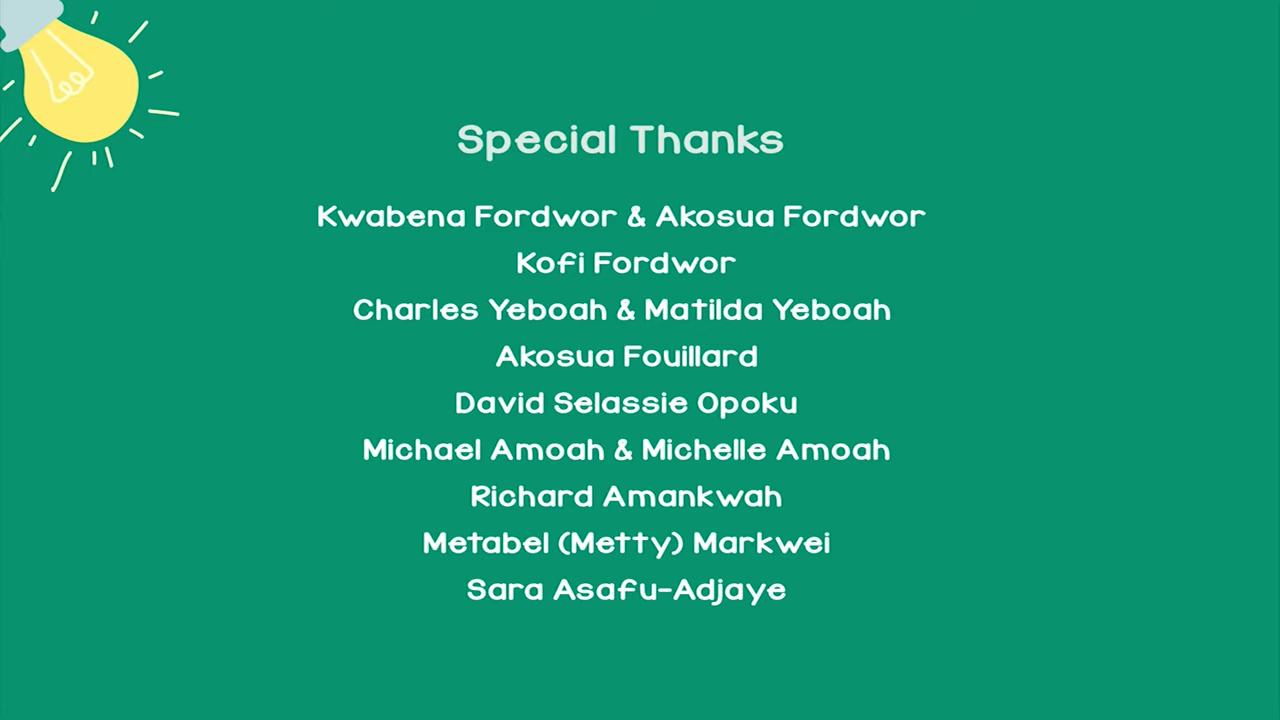 Special Thanks
Kwabena Fordwor & Akosua Fordwor
Kofi Fordwor
Charles Yeboah & Matilda Yeboah
Akosua Fouillard
David Selassie Opoku
Michael Amoah & Michelle Amoah
Richard Amankwah
Metabel (Metty) Markwei
Sara Asafu-Adjaye